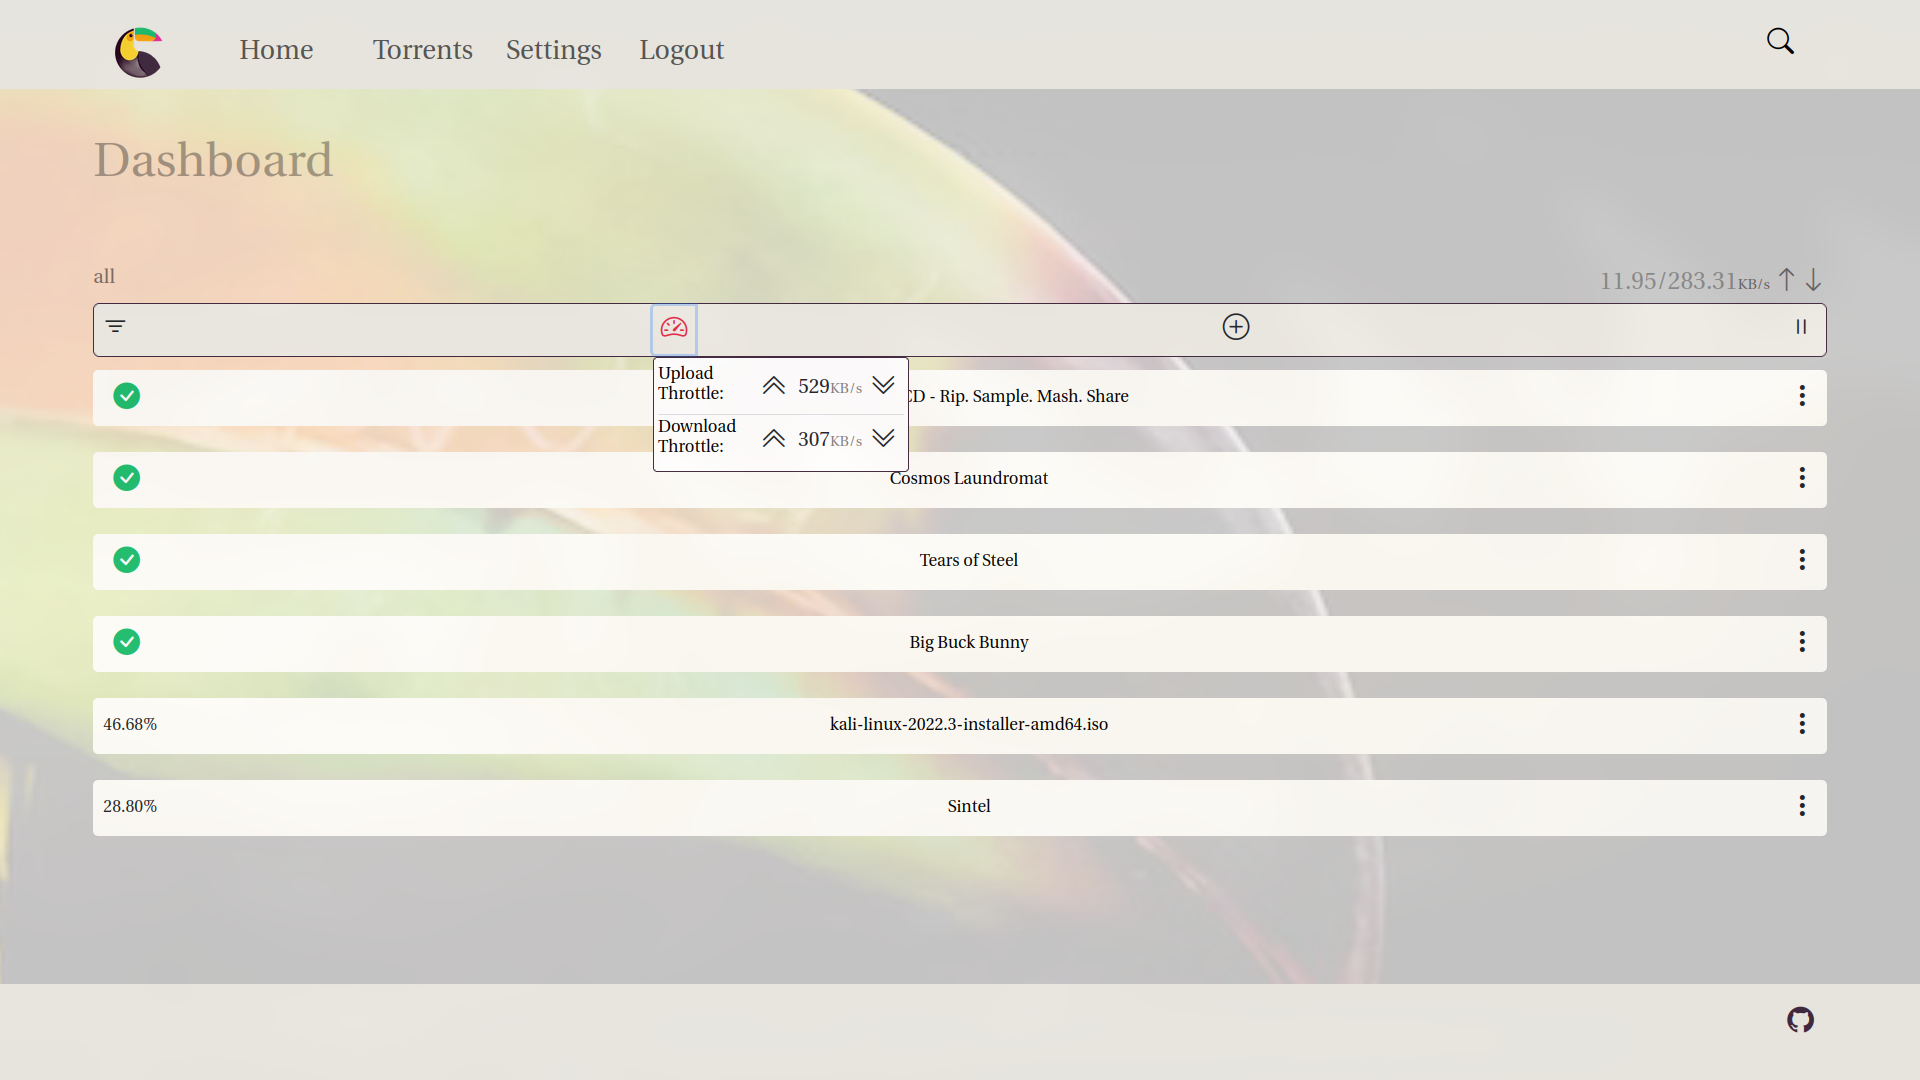 Home Torrents Settings Logout
Dashboard
all
11.95/283.31KB/s
Upload
Throttle:
529KB/s
Download
Throttle:
307KB/s
CD - Rip. Sample. Mash. Share
Cosmos Laundromat
Tears of Steel
Big Buck Bunny
46.68%
kali-linux-2022.3-installer-amd64.iso
28.80%
Sintel